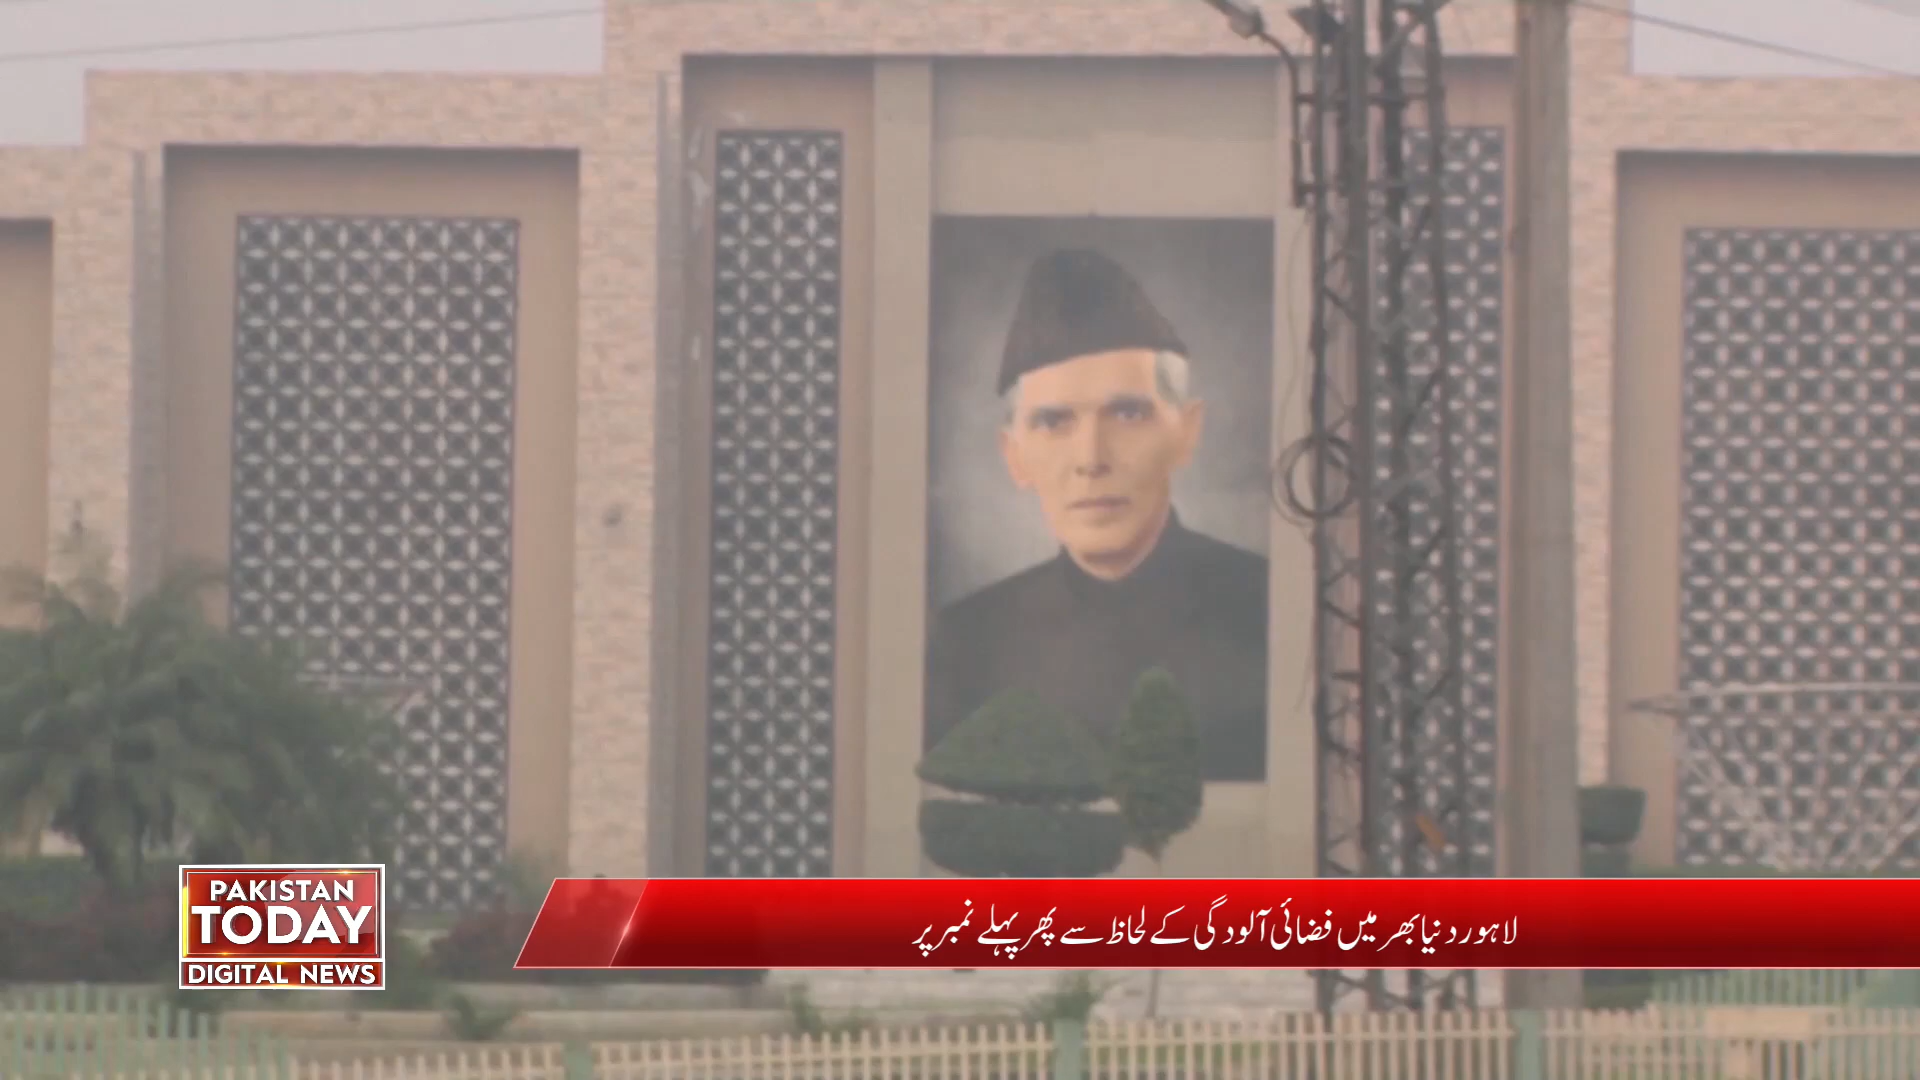 PAKISTAN
TODAY
DIGITAL NEWS
لاہور دنیا بھر میں فضائی آلودگی کے لحاظ سے پھر پہلے نمبر پر